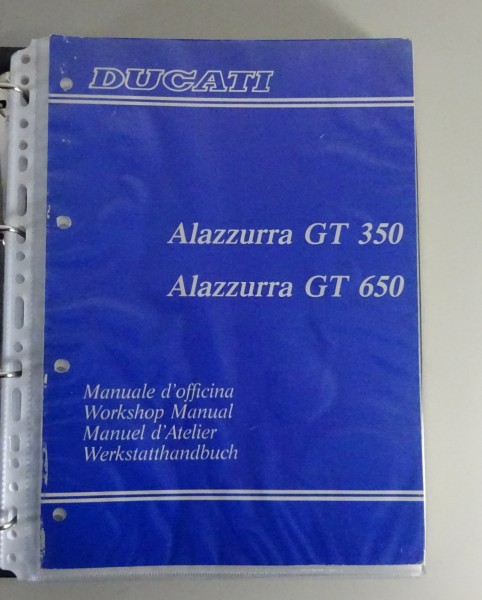 DUCATI
Alazzurra GT 350
Alazzurra GT 650
Manuale d'officina
Workshop Manual
Manuel d'Atelier
Werkstatthandbuch